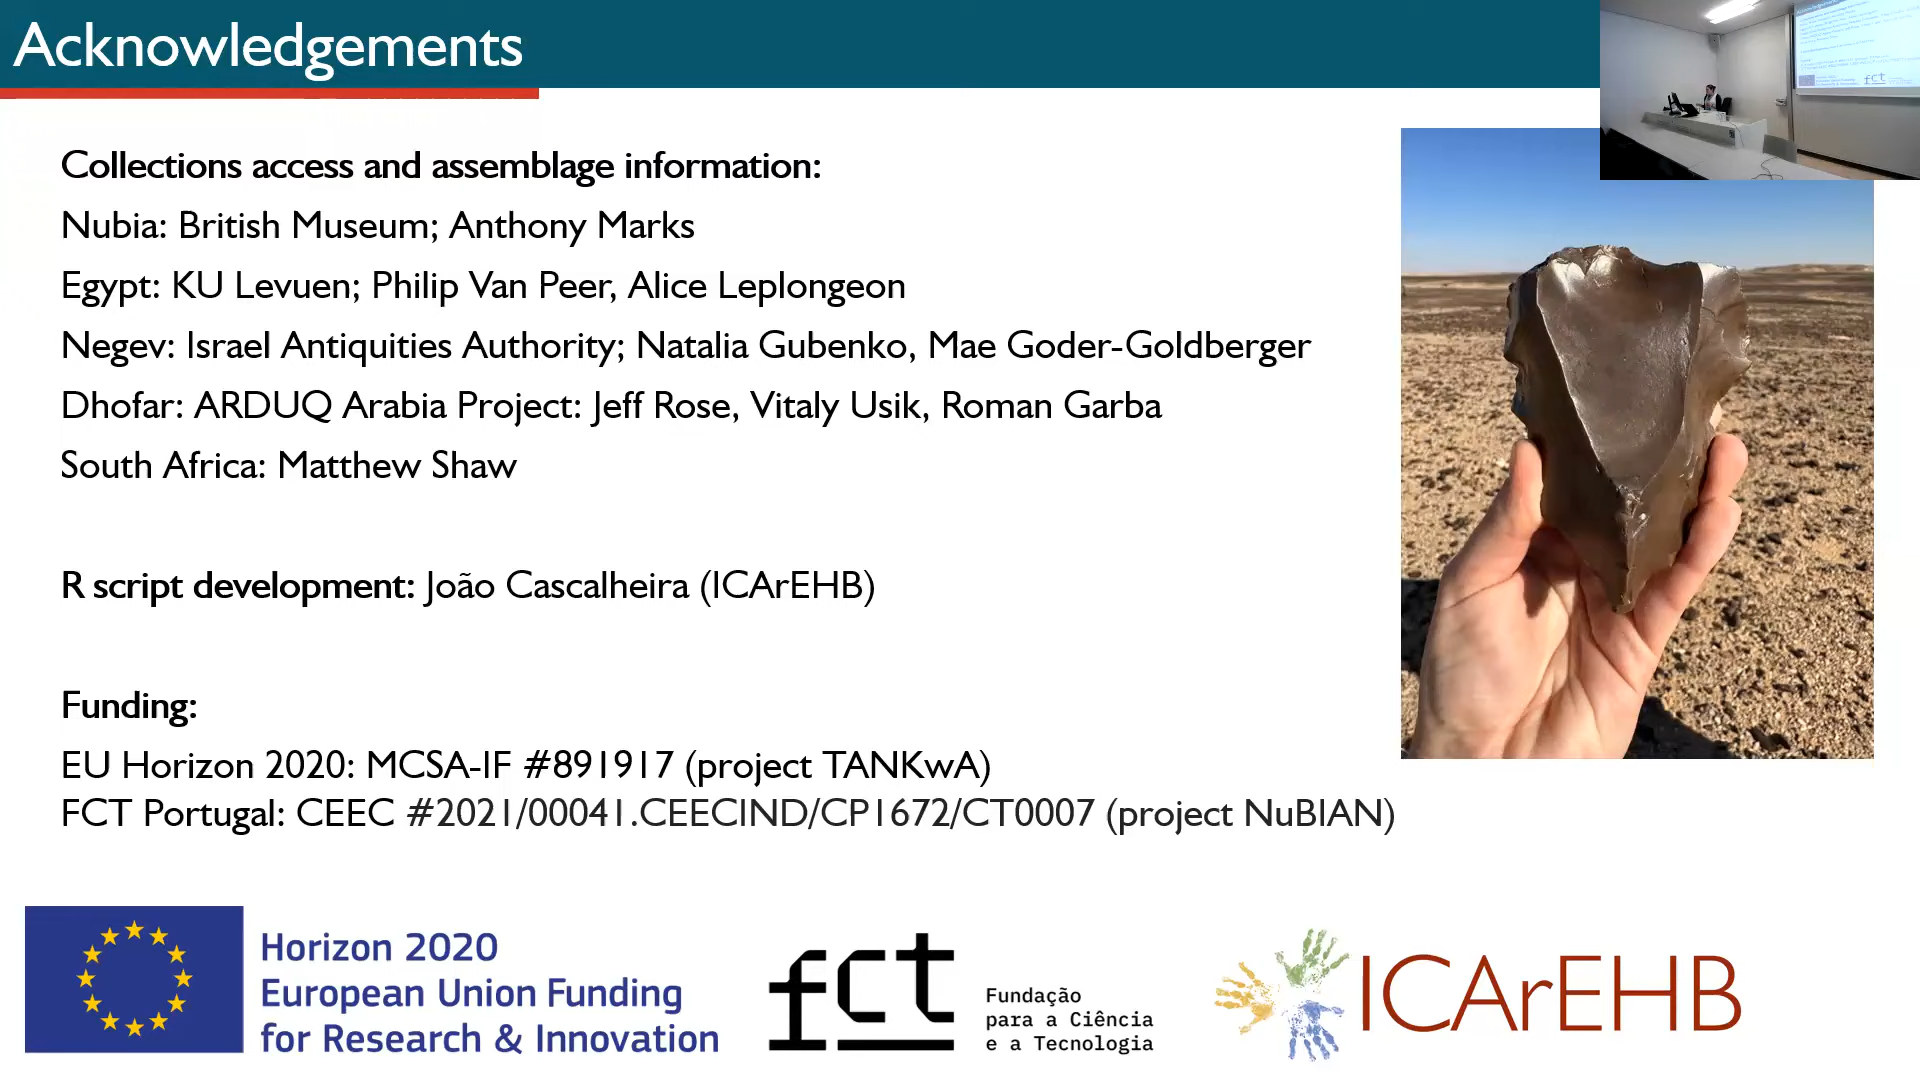 Acknowledgements
Collections access and assemblage information:
Nubia: British Museum; Anthony Marks
Egypt: KU Levuen; Philip Van Peer, Alice Leplongeon
Negev: Israel Antiquities Authority; Natalia Gubenko, Mae Goder-Goldberger
Dhofar: ARDUQ Arabia Project: Jeff Rose, Vitaly Usik, Roman Garba
South Africa: Matthew Shaw
R script development: João Cascalheira (ICArEHB)
Funding:
EU Horizon 2020: MCSA-IF #891917 (project TANKwA)
FCT Portugal: CEEC #2021/00041.CEECIND/CP1672/CT0007 (project NuBIAN)
Horizon 2020
European Union Funding
for Research & Innovation
fct
Fundação
para a Ciência
e a Tecnologia
ICArEHB
fct